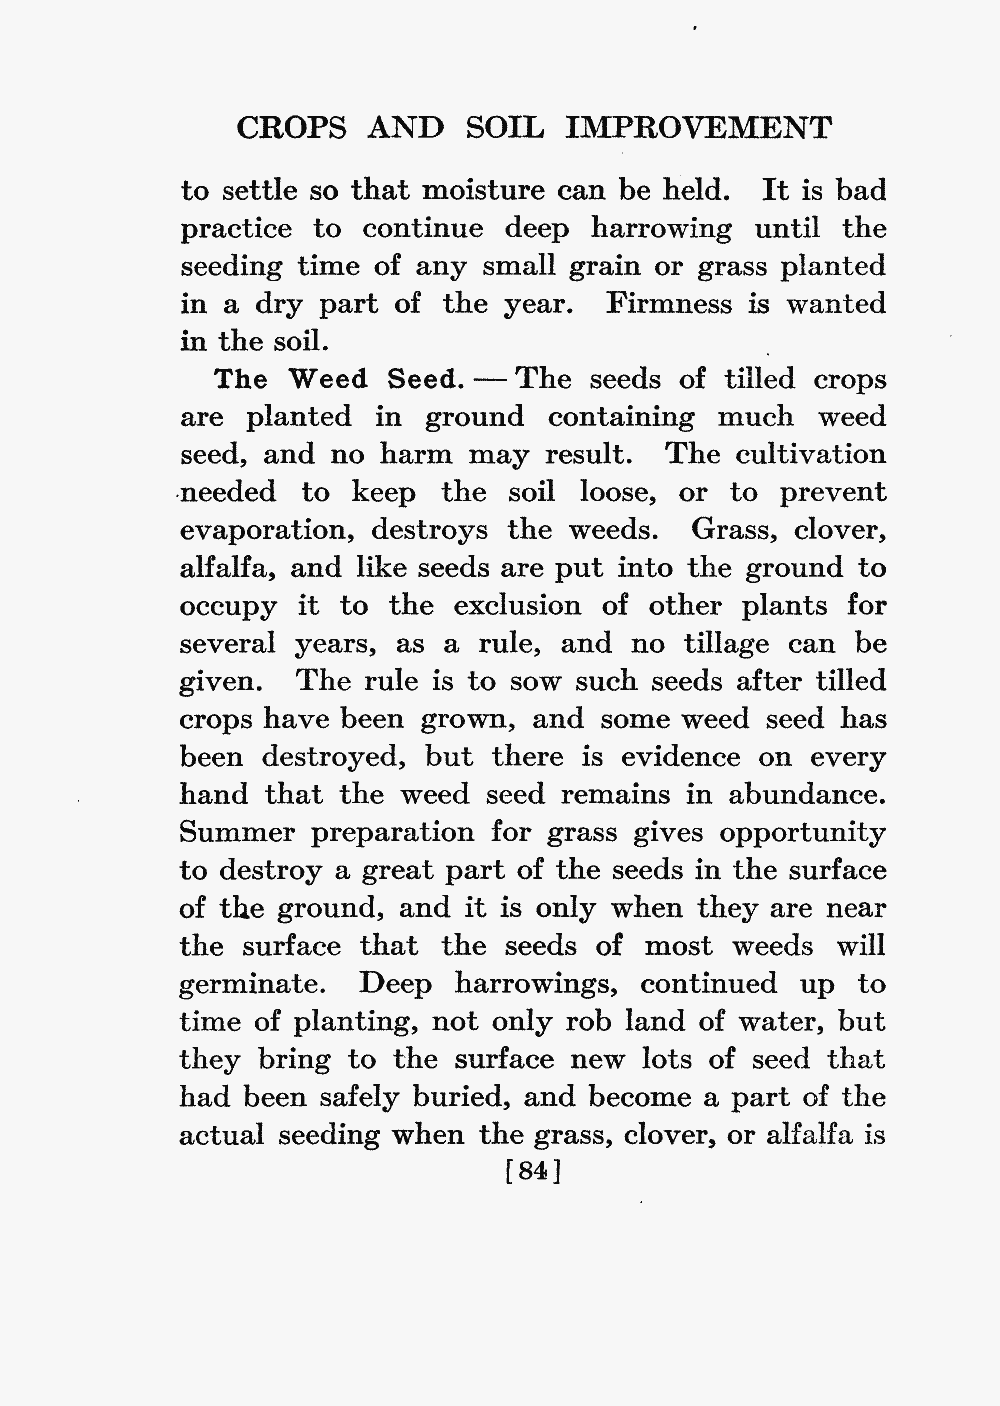 CROPS AND SOIL IMPROVEMENT
to settle so that moisture can be held. It is bad
practice to continue deep harrowing until the
seeding time of any small grain or grass planted
in a dry part of the year. Firmness is wanted
in the soil.
The Weed Seed. — The seeds of tilled crops
are planted in ground containing much weed
seed, and no harm may result. The cultivation
needed to keep the soil loose, or to prevent
evaporation, destroys the weeds. Grass, clover,
alfalfa, and like seeds are put into the ground to
occupy it to the exclusion of other plants for
several years, as a rule, and no tillage can be
given. The rule is to sow such seeds after tilled
crops have been grown, and some weed seed has
been destroyed, but there is evidence on every
hand that the weed seed remains in abundance.
Summer preparation for grass gives opportunity
to destroy a great part of the seeds in the surface
of the ground, and it is only when they are near
the surface that the seeds of most weeds will
germinate. Deep harrowings, continued up to
time of planting, not only rob land of water, but
they bring to the surface new lots of seed that
had been safely buried, and become a part of the
actual seeding when the grass, clover, or alfalfa is
[84]